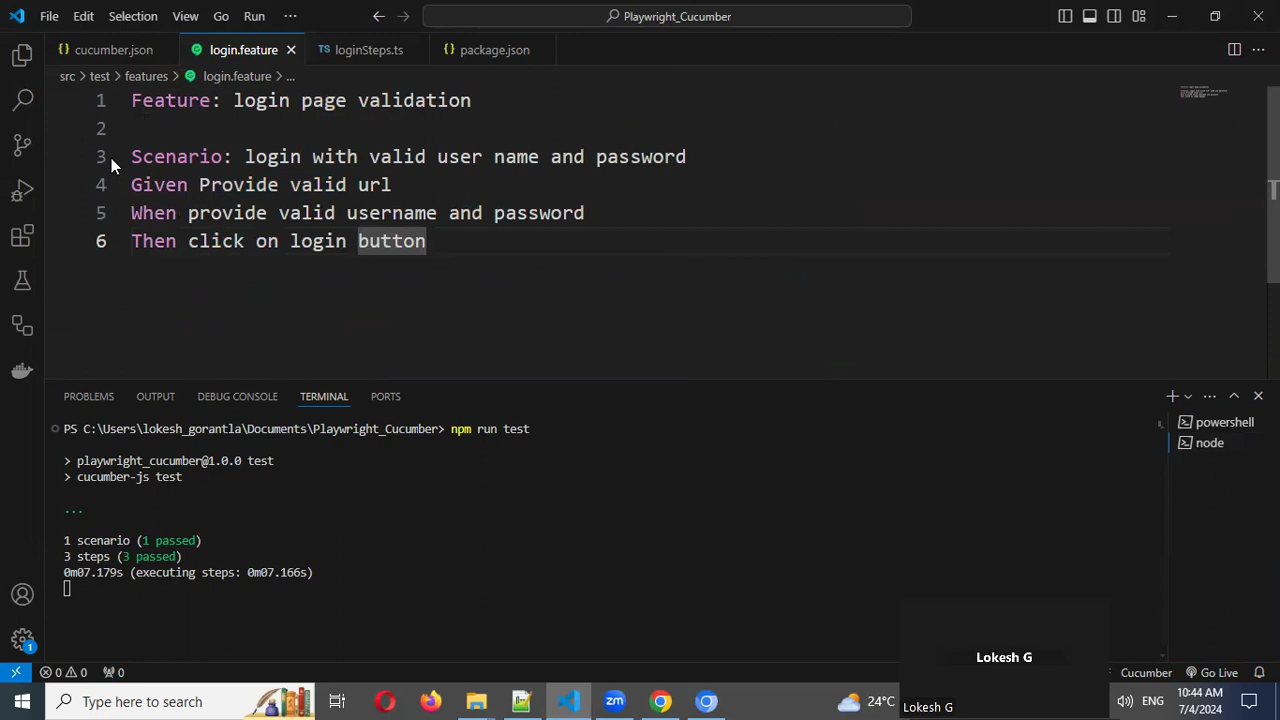 File Edit Selection View Go Run ··· Playwright_Cucumber
cucumber.json login.feature TS loginSteps.ts package.json
src > test > features > login.feature > ...
1 Feature: login page validation
2
3 Scenario: login with valid user name and password
4 Given Provide valid url
5 When provide valid username and password
6 Then click on login button
PROBLEMS OUTPUT DEBUG CONSOLE TERMINAL PORTS
PS C:\Users\lokesh_gorantla\Documents\Playwright_Cucumber> npm run test
> playwright_cucumber@1.0.0 test
> cucumber-js test
...
1 scenario (1 passed)
3 steps (3 passed)
0m07.179s (executing steps: 0m07.166s)
powershell
node
1
Lokesh G
0 0 0 Cucumber Go Live
Type here to search
zm
24°C
Lokesh G
ENG
10:44 AM
7/4/2024